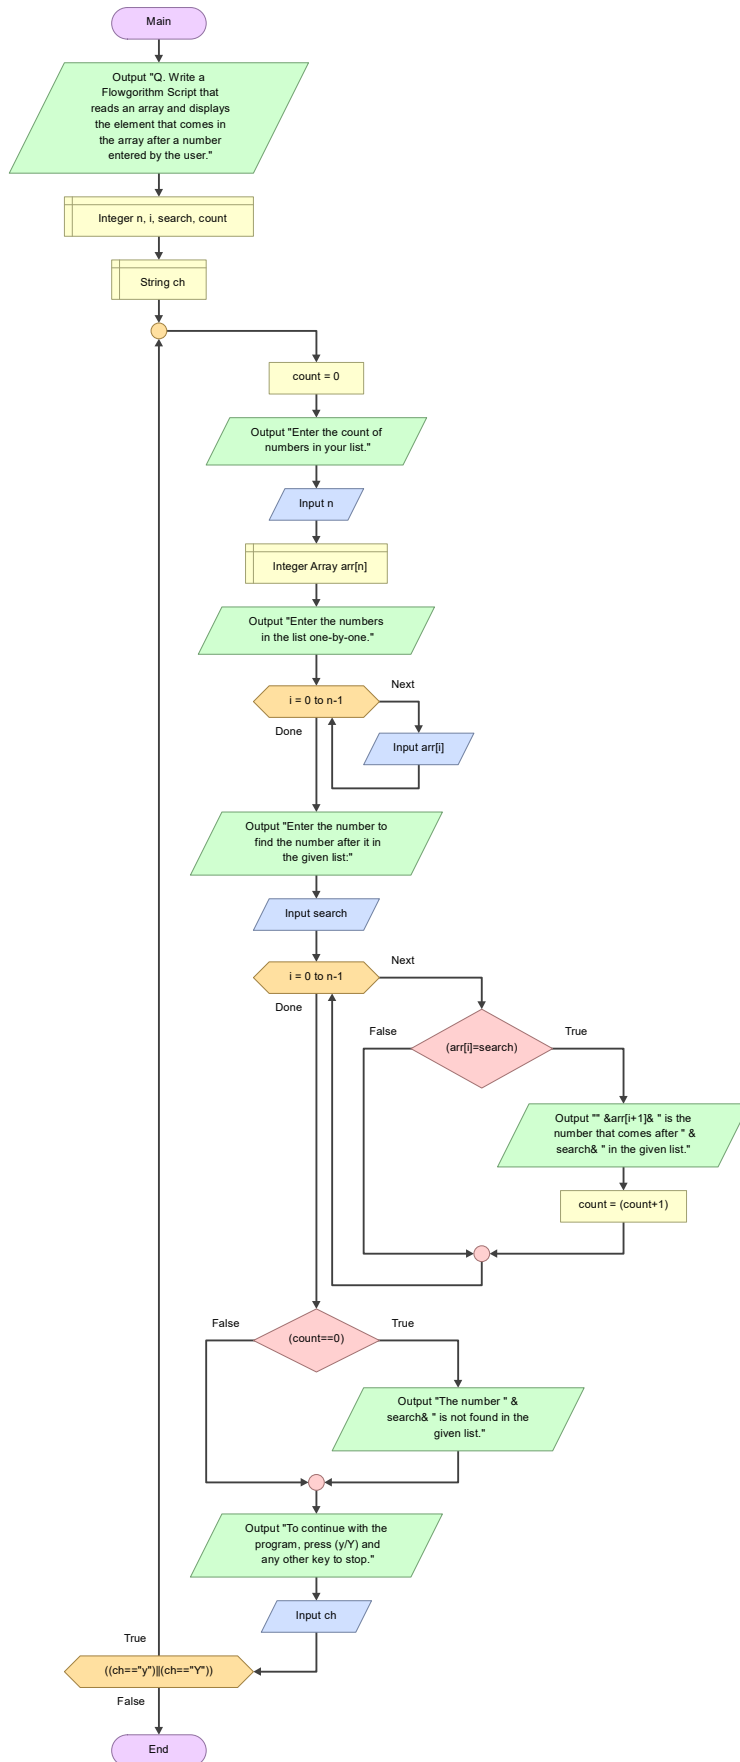 Main
Output "Q. Write a
Flowgorithm Script that
reads an array and displays
the element that comes in
the array after a number
entered by the user."
Integer n, i, search, count
String ch
count = 0
Output "Enter the count of
numbers in your list."
Input n
Integer Array arr[n]
Output "Enter the numbers
in the list one-by-one."
i = 0 to n-1
Next
Done
Input arr[i]
Output "Enter the number to
find the number after it in
the given list:"
Input search
i = 0 to n-1
Next
Done
False
True
(arr[i]=search)
Output "" &arr[i+1]& " is the
number that comes after " &
search& " in the given list."
count = (count+1)
False
True
(count==0)
Output "The number " &
search& " is not found in the
given list."
Output "To continue with the
program, press (y/Y) and
any other key to stop."
Input ch
True
((ch=="y")||(ch=="Y"))
False
End